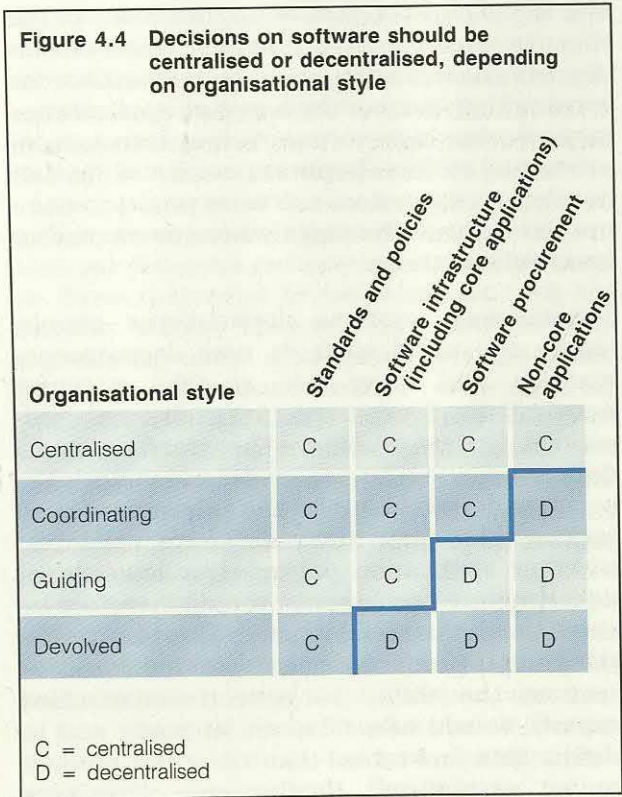 Figure 4.4 Decisions on software should be
centralised or decentralised, depending
on organisational style
Organisational style
Standards and policies
Software infrastructure
(including core applications)
Software procurement
Non-core
applications
Centralised C C C C
Coordinating C C C D
Guiding C C D D
Devolved C D D D
C = centralised
D = decentralised